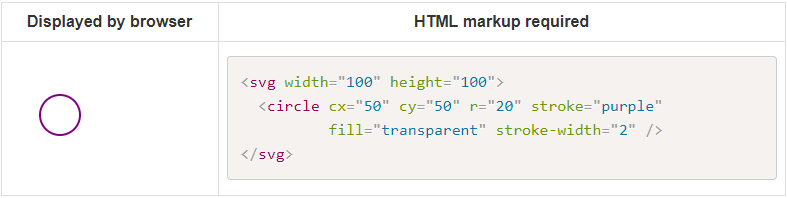 Displayed by browser HTML markup required
<svg width="100" height="100">
<circle cx="50" cy="50" r="20" stroke="purple"
fill="transparent" stroke-width="2" />
</svg>